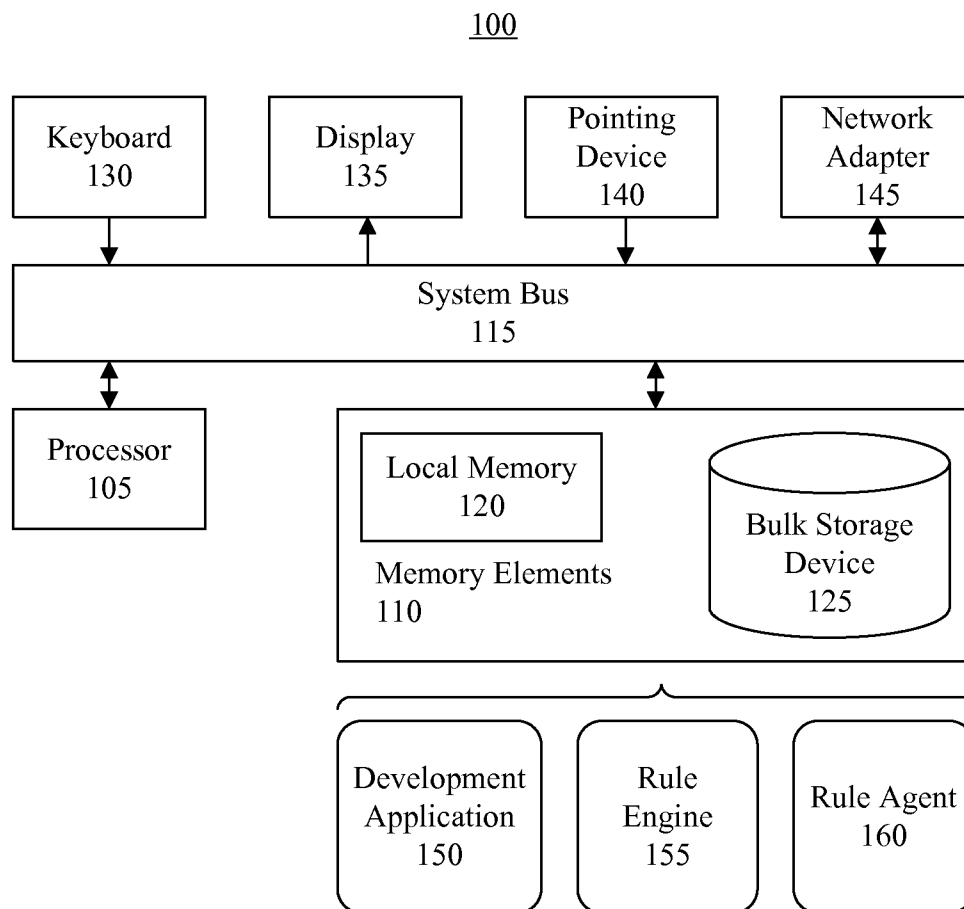 100
Keyboard
130
Display
135
Pointing
Device
140
Network
Adapter
145
System Bus
115
Processor
105
Local Memory
120
Memory Elements
110
Bulk Storage
Device
125
Development
Application
150
Rule
Engine
155
Rule Agent
160